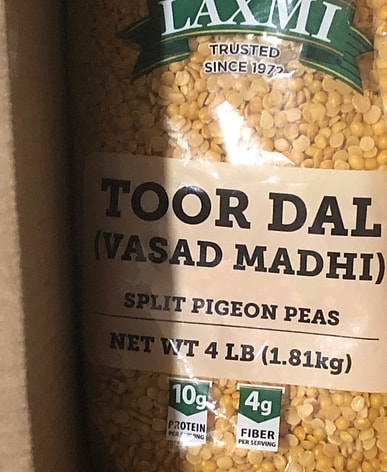 LAXMI
TRUSTED
SINCE 1972
TOOR DAL
(VASAD MADHI)
SPLIT PIGEON PEAS
NET WT 4 LB (1.81kg)
10g
PROTEIN
PER SERVING
4g
FIBER
PER SERVING